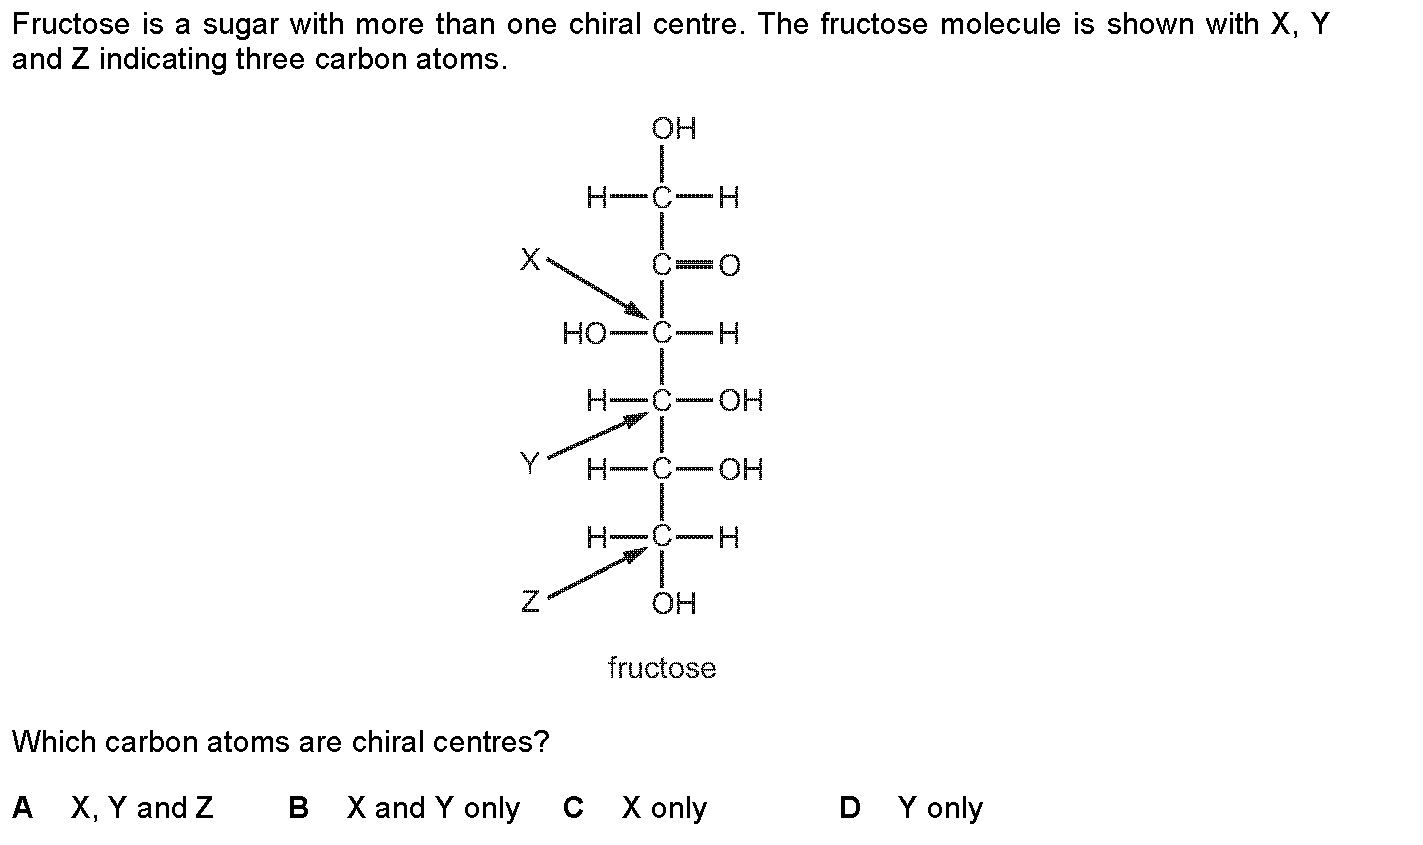 Fructose is a sugar with more than one chiral centre. The fructose molecule is shown with X, Y
and Z indicating three carbon atoms.
OH
H C H
X
C O
HO C H
H C OH
Y
H C OH
H C H
Z
OH
fructose
Which carbon atoms are chiral centres?
A X, Y and Z B X and Y only C X only D Y only